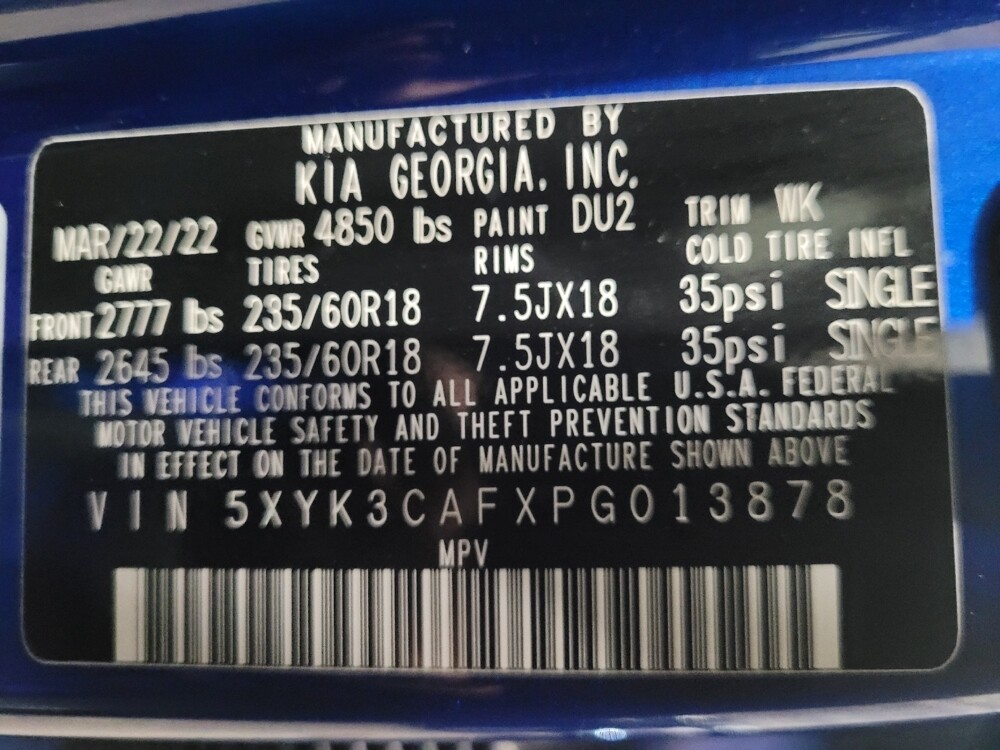 MANUFACTURED BY
KIA GEORGIA. INC.
MAR/22/22 GVWR 4850 lbs PAINT DU2 TRIM WK
GAWR TIRES RIMS COLD TIRE INFL
FRONT 2777 lbs 235/60R18 7.5JX18 35psi SINGLE
REAR 2645 lbs 235/60R18 7.5JX18 35psi SINGLE
THIS VEHICLE CONFORMS TO ALL APPLICABLE U.S.A. FEDERAL
MOTOR VEHICLE SAFETY AND THEFT PREVENTION STANDARDS
IN EFFECT ON THE DATE OF MANUFACTURE SHOWN ABOVE
VIN 5XYK3CAFXPG013878
MPV